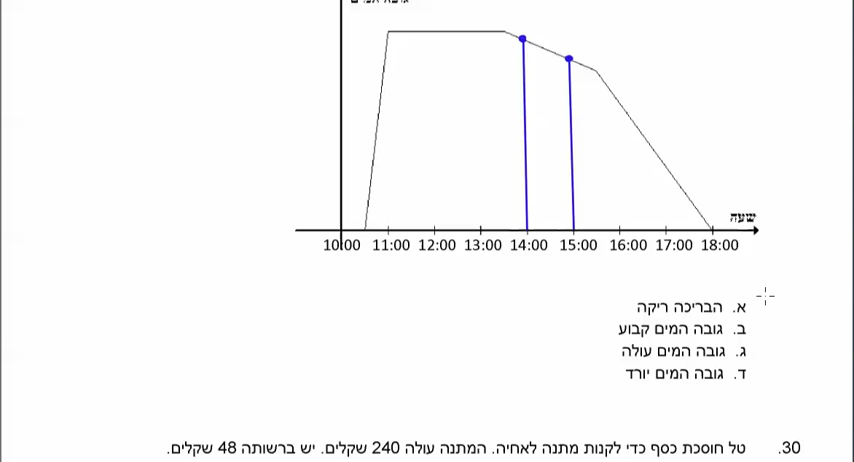 שעה
10:00 11:00 12:00 13:00 14:00 15:00 16:00 17:00 18:00
א. הבריכה ריקה
ב. גובה המים קבוע
ג. גובה המים עולה
ד. גובה המים יורד
30. טל חוסכת כסף כדי לקנות מתנה לאחיה. המתנה עולה 240 שקלים. יש ברשותה 48 שקלים.